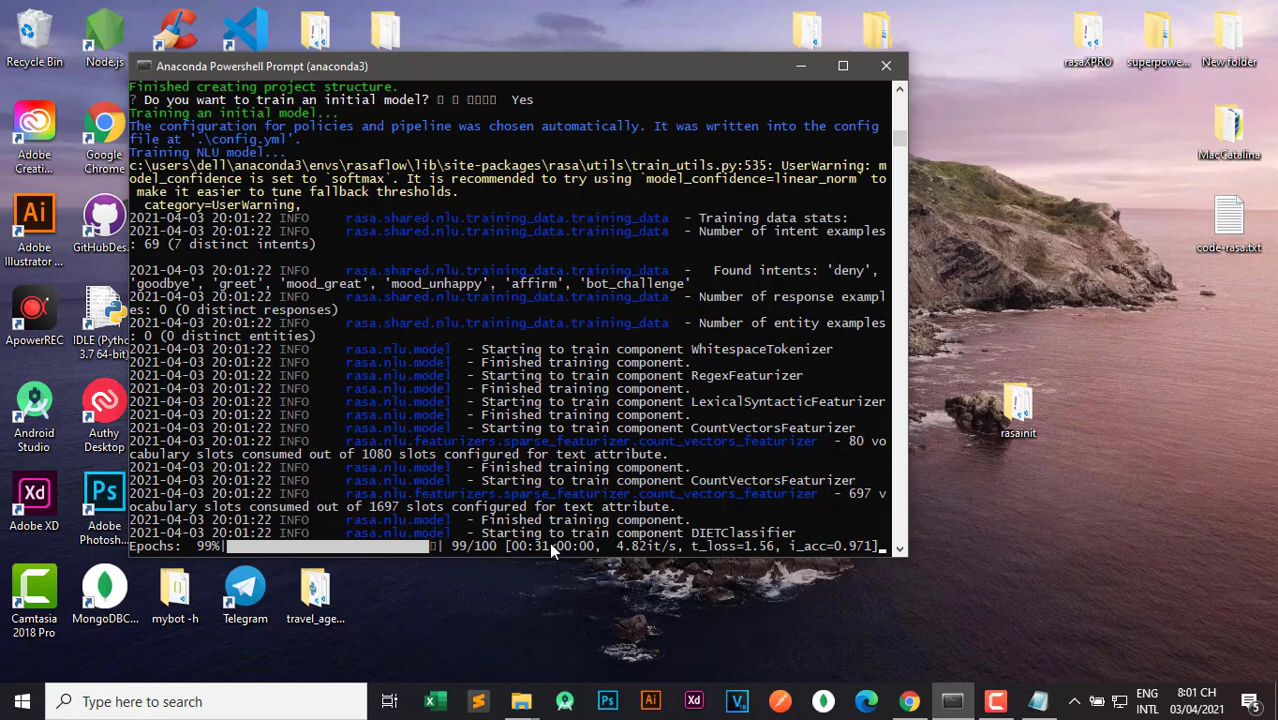 Anaconda Powershell Prompt (anaconda3)
Finished creating project structure.
? Do you want to train an initial model? Yes
Training an initial model...
The configuration for policies and pipeline was chosen automatically. It was written into the config
file at '.\config.yml'.
Training NLU model...
c:\users\dell\anaconda3\envs\rasaflow\lib\site-packages\rasa\utils\train_utils.py:535: UserWarning: m
odel_confidence is set to `softmax`. It is recommended to try using `model_confidence=linear_norm` to
make it easier to tune fallback thresholds.
category=UserWarning,
2021-04-03 20:01:22 INFO rasa.shared.nlu.training_data.training_data - Training data stats:
2021-04-03 20:01:22 INFO rasa.shared.nlu.training_data.training_data - Number of intent examples
: 69 (7 distinct intents)
2021-04-03 20:01:22 INFO rasa.shared.nlu.training_data.training_data - Found intents: 'deny',
'goodbye', 'greet', 'mood_great', 'mood_unhappy', 'affirm', 'bot_challenge'
2021-04-03 20:01:22 INFO rasa.shared.nlu.training_data.training_data - Number of response exampl
es: 0 (0 distinct responses)
2021-04-03 20:01:22 INFO rasa.shared.nlu.training_data.training_data - Number of entity examples
: 0 (0 distinct entities)
2021-04-03 20:01:22 INFO rasa.nlu.model - Starting to train component WhitespaceTokenizer
2021-04-03 20:01:22 INFO rasa.nlu.model - Finished training component.
2021-04-03 20:01:22 INFO rasa.nlu.model - Starting to train component RegexFeaturizer
2021-04-03 20:01:22 INFO rasa.nlu.model - Finished training component.
2021-04-03 20:01:22 INFO rasa.nlu.model - Starting to train component LexicalSyntacticFeaturizer
2021-04-03 20:01:22 INFO rasa.nlu.model - Finished training component.
2021-04-03 20:01:22 INFO rasa.nlu.model - Starting to train component CountVectorsFeaturizer
2021-04-03 20:01:22 INFO rasa.nlu.featurizers.sparse_featurizer.count_vectors_featurizer - 80 vo
cabulary slots consumed out of 1080 slots configured for text attribute.
2021-04-03 20:01:22 INFO rasa.nlu.model - Finished training component.
2021-04-03 20:01:22 INFO rasa.nlu.model - Starting to train component CountVectorsFeaturizer
2021-04-03 20:01:22 INFO rasa.nlu.featurizers.sparse_featurizer.count_vectors_featurizer - 697 v
ocabulary slots consumed out of 1697 slots configured for text attribute.
2021-04-03 20:01:22 INFO rasa.nlu.model - Finished training component.
2021-04-03 20:01:22 INFO rasa.nlu.model - Starting to train component DIETClassifier
Epochs: 99%| | 99/100 [00:31<00:00, 4.82it/s, t_loss=1.56, i_acc=0.971]
Recycle Bin
Node.js
rasaXPRO
superpowe...
New folder
Adobe
Creati...
Google
Chrome
MacCatalina
Adobe
Illustrator ...
GitHubDes...
code-rasa.txt
ApowerREC
IDLE (Pytho
3.7 64-bit)
Android
Studio
Authy
Desktop
rasainit
Adobe XD
Adobe
Photosh...
Camtasia
2018 Pro
MongoDBC...
mybot -h
Telegram
travel_age...
Type here to search
ENG
INTL
8:01 CH
03/04/2021
5